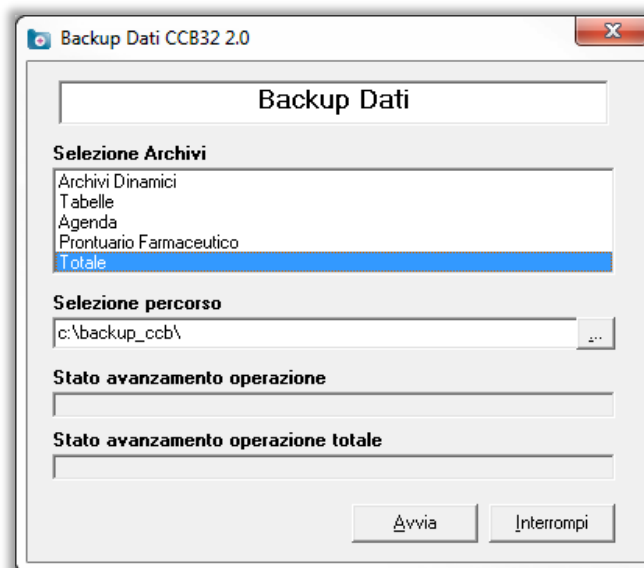 Backup Dati CCB32 2.0
Backup Dati
Selezione Archivi
Archivi Dinamici
Tabelle
Agenda
Prontuario Farmaceutico
Totale
Selezione percorso
c:\backup_ccb\
...
Stato avanzamento operazione
Stato avanzamento operazione totale
Avvia
Interrompi